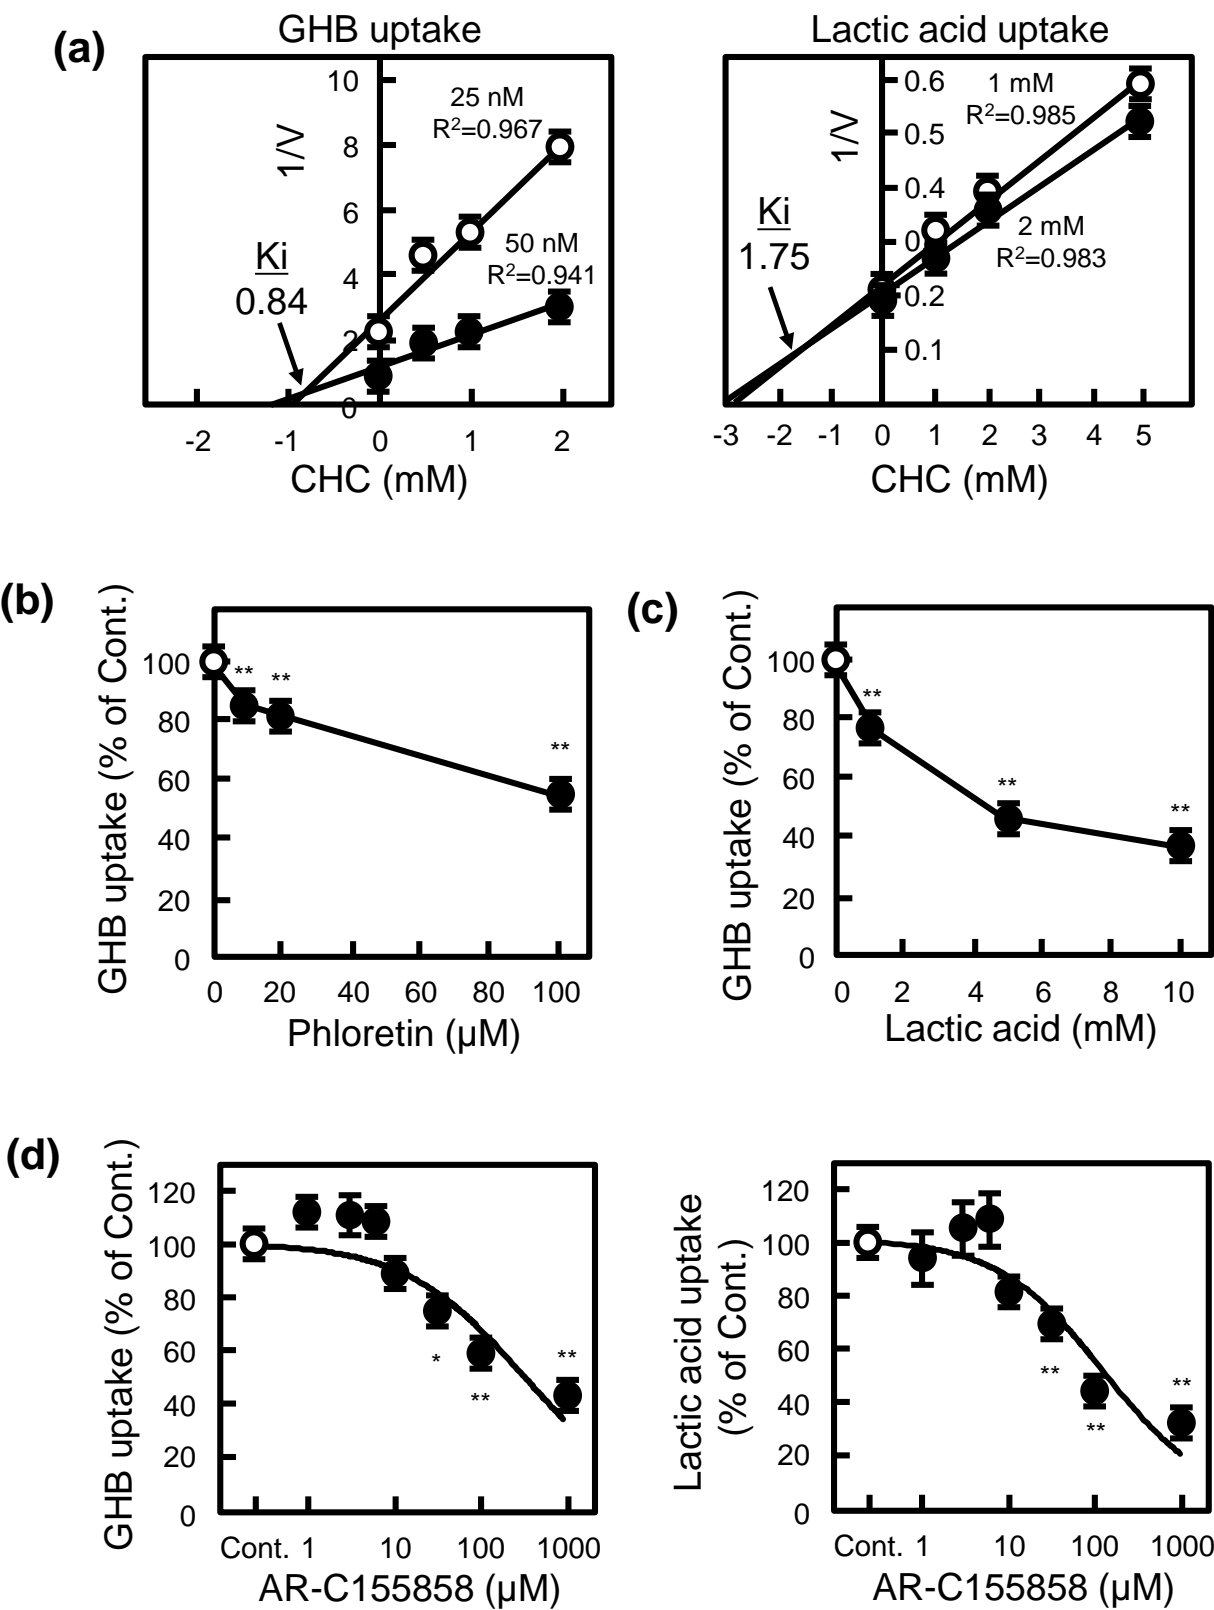 (a)
GHB uptake
10
8
6
4
2
0
1/V
25 nM
R²=0.967
50 nM
R²=0.941
Ki
0.84
-2 -1 0 1 2
CHC (mM)
Lactic acid uptake
0.6
0.5
0.4
0
0.2
0.1
1/V
1 mM
R²=0.985
2 mM
R²=0.983
Ki
1.75
-3 -2 -1 0 1 2 3 4 5
CHC (mM)
(b)
GHB uptake (% of Cont.)
100
80
60
40
20
0
** ** **
0 20 40 60 80 100
Phloretin (µM)
(c)
GHB uptake (% of Cont.)
100
80
60
40
20
0
** ** **
0 2 4 6 8 10
Lactic acid (mM)
(d)
GHB uptake (% of Cont.)
120
100
80
60
40
20
0
* ** **
Cont. 1 10 100 1000
AR-C155858 (µM)
Lactic acid uptake
(% of Cont.)
120
100
80
60
40
20
0
** ** **
Cont. 1 10 100 1000
AR-C155858 (µM)